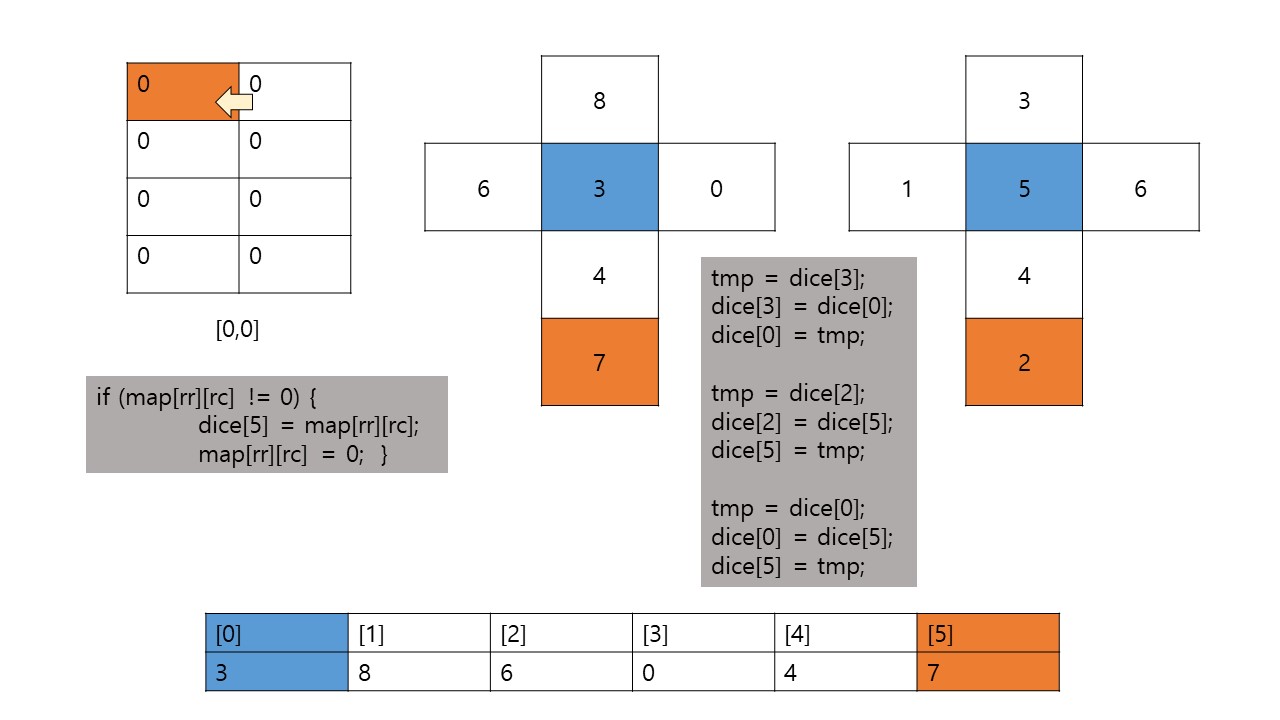 0 0
0 0
0 0
0 0
[0,0]
if (map[rr][rc] != 0) {
dice[5] = map[rr][rc];
map[rr][rc] = 0; }
8
6 3 0
4
7
3
1 5 6
4
2
tmp = dice[3];
dice[3] = dice[0];
dice[0] = tmp;
tmp = dice[2];
dice[2] = dice[5];
dice[5] = tmp;
tmp = dice[0];
dice[0] = dice[5];
dice[5] = tmp;
[0] [1] [2] [3] [4] [5]
3 8 6 0 4 7